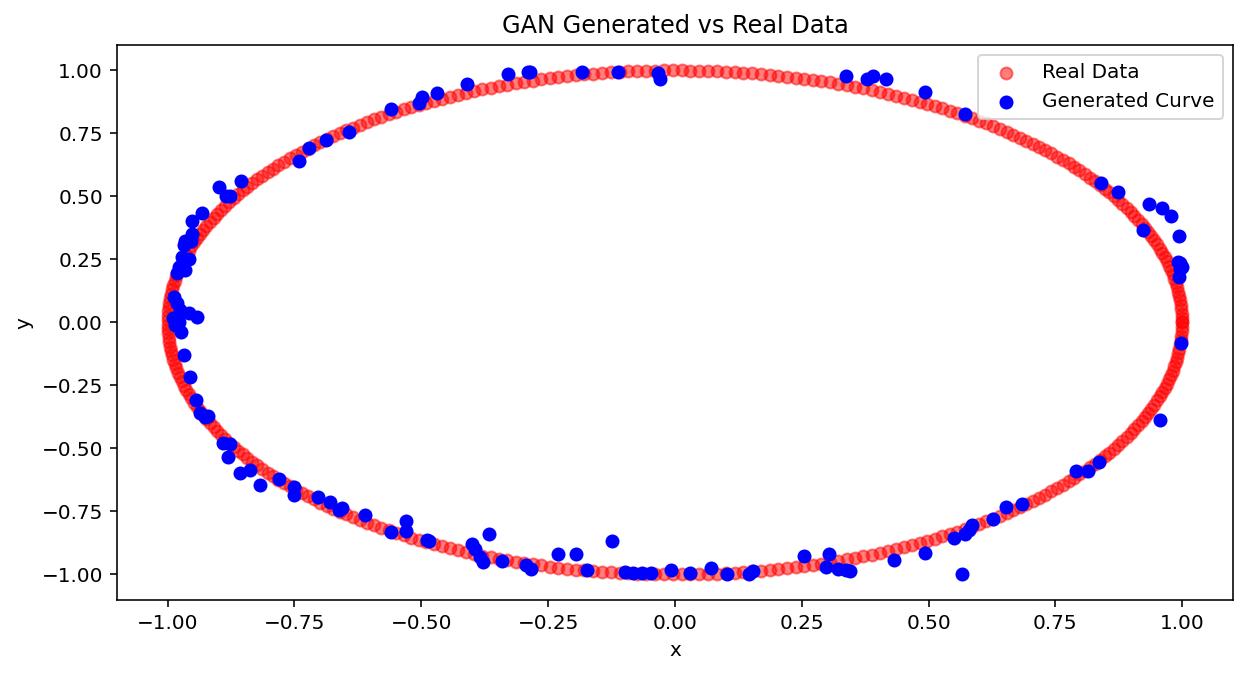 GAN Generated vs Real Data
Real Data
Generated Curve
1.00
0.75
0.50
0.25
0.00
−0.25
−0.50
−0.75
−1.00
y
−1.00 −0.75 −0.50 −0.25 0.00 0.25 0.50 0.75 1.00
x